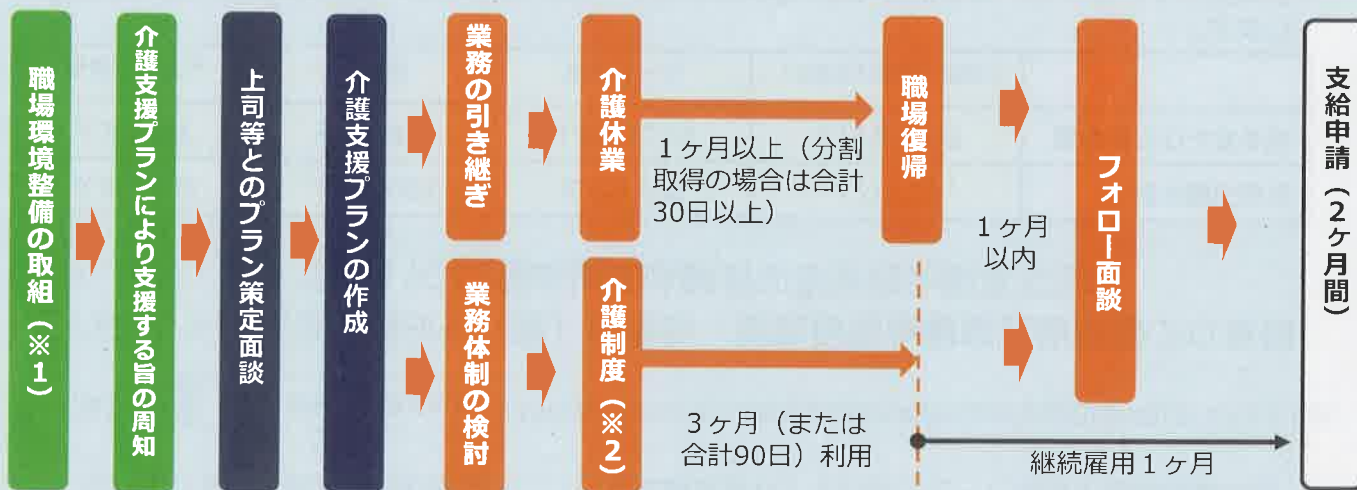 職場環境整備の取組（※1）
介護支援プランにより支援する旨の周知
上司等とのプラン策定面談
介護支援プランの作成
業務の引き継ぎ
介護休業
1ヶ月以上（分割
取得の場合は合計
30日以上）
職場復帰
業務体制の検討
介護制度（※2）
3ヶ月（または
合計90日）利用
1ヶ月
以内
フォロー面談
継続雇用1ヶ月
支給申請（2ヶ月間）